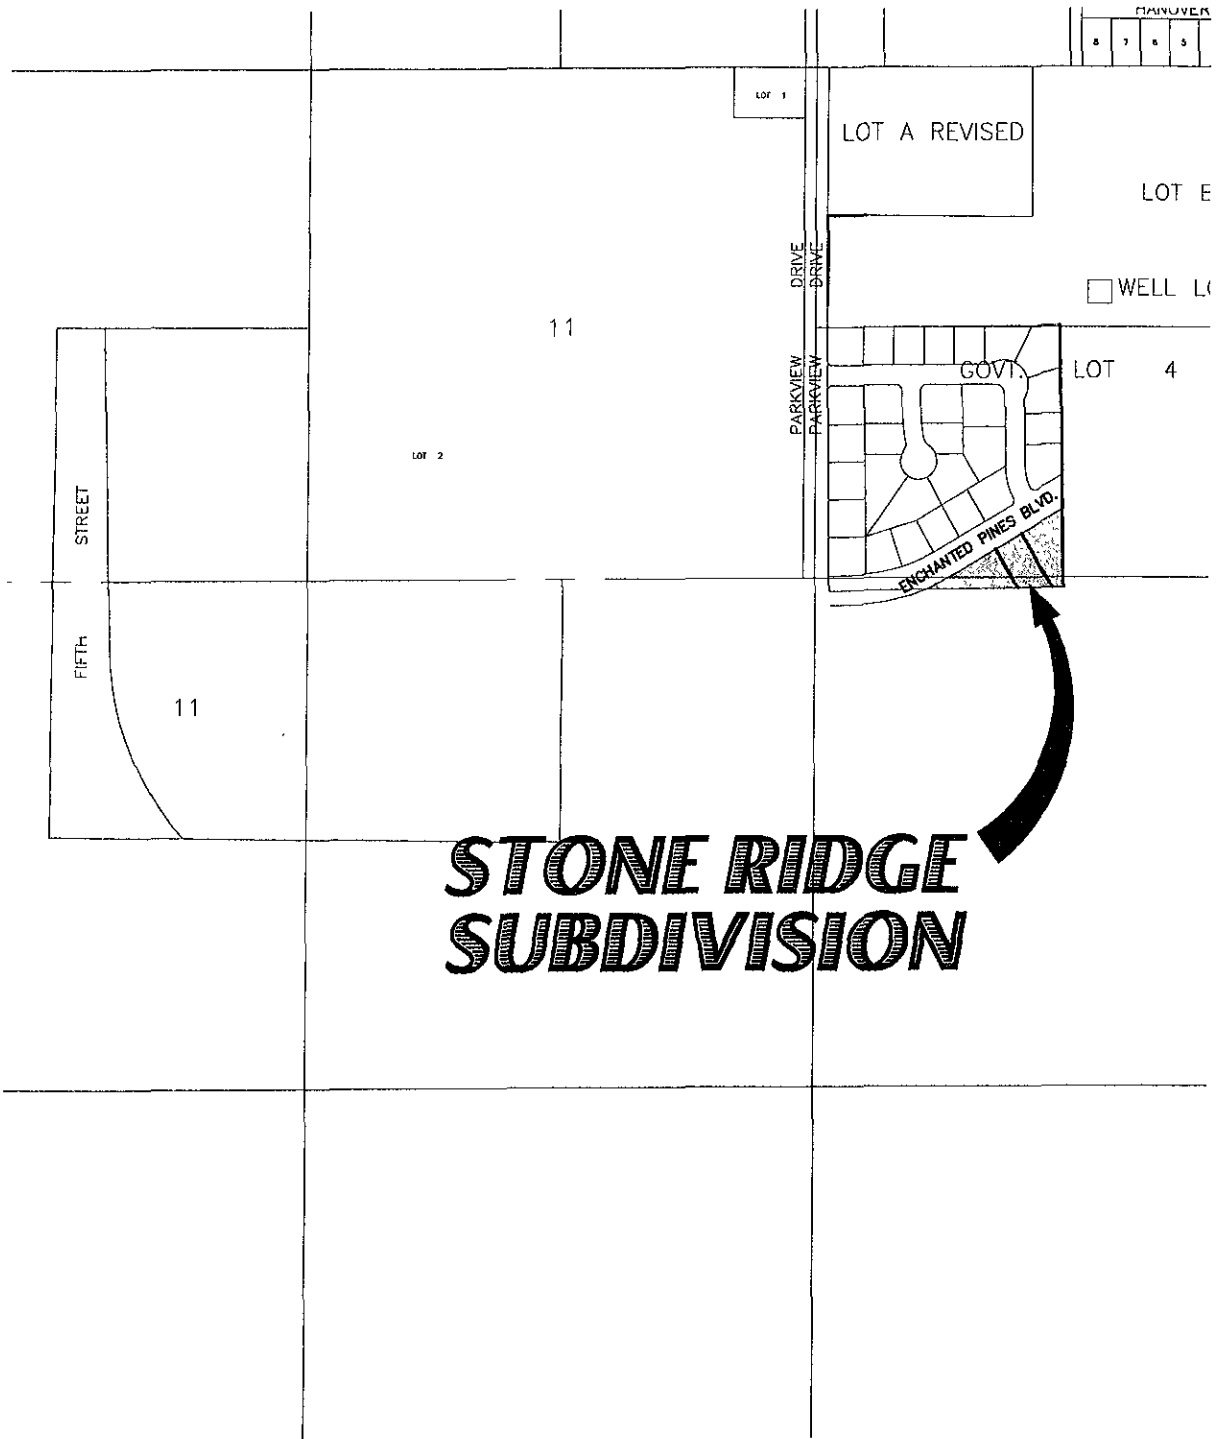 HANOVER
8 7 6 5
LOT 1
LOT A REVISED
LOT
DRIVE
DRIVE
WELL
11
PARKVIEW
PARKVIEW
GOVT. LOT 4
LOT 2
STREET
ENCHANTED PINES BLVD.
FIFTH
11
STONE RIDGE
SUBDIVISION